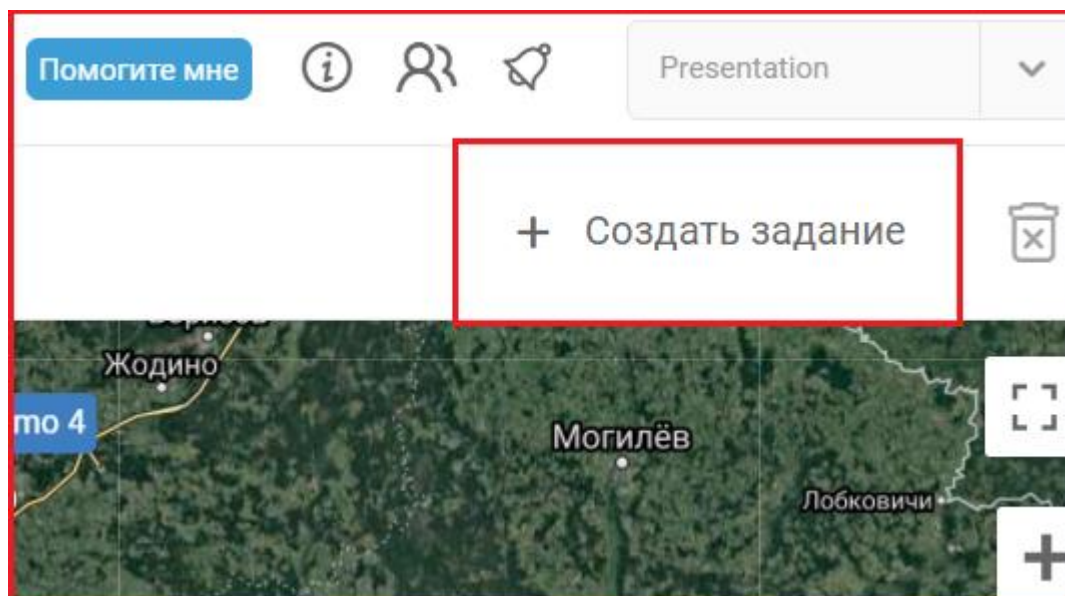 Помогите мне
Presentation
+ Создать задание
Жодино
mo 4
Могилёв
Лобковичи